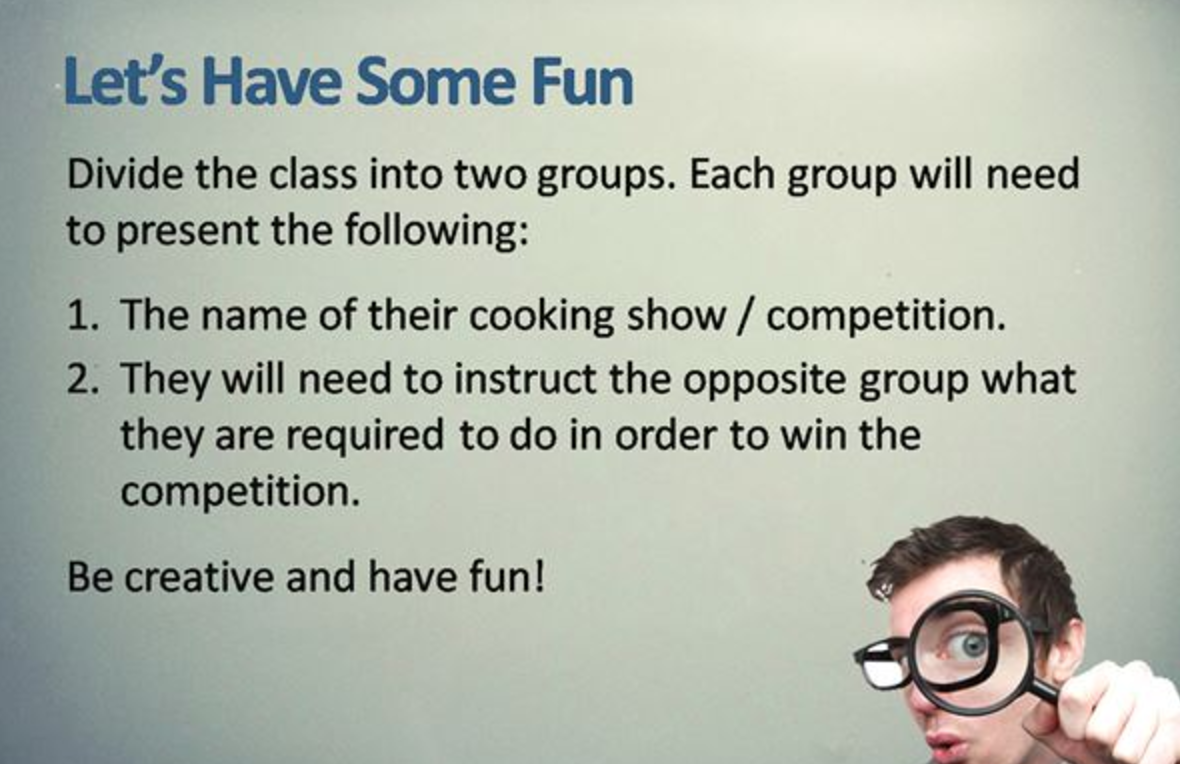 Let's Have Some Fun
Divide the class into two groups. Each group will need
to present the following:
1. The name of their cooking show / competition.
2. They will need to instruct the opposite group what
they are required to do in order to win the
competition.
Be creative and have fun!